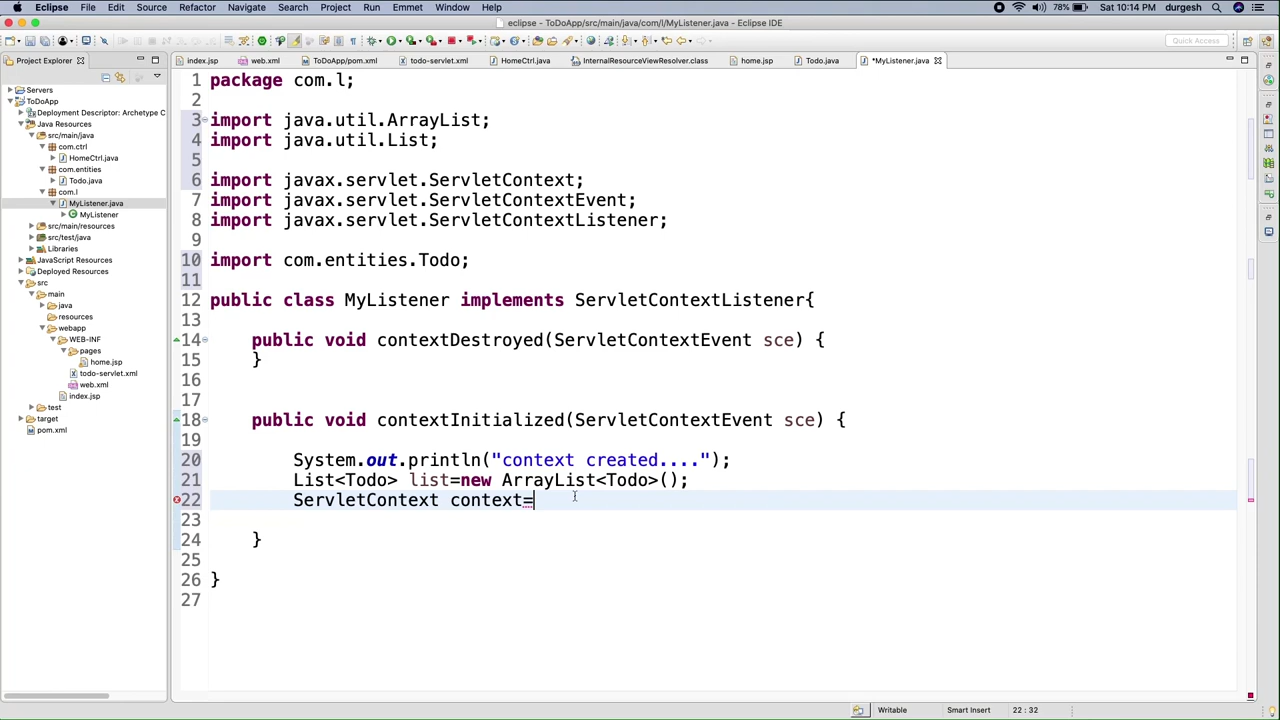 Eclipse File Edit Source Refactor Navigate Search Project Run Emmet Window Help 78% Sat 10:14 PM durgesh
eclipse - ToDoApp/src/main/java/com/l/MyListener.java - Eclipse IDE
Quick Access
Project Explorer
index.jsp web.xml ToDoApp/pom.xml todo-servlet.xml HomeCtrl.java InternalResourceViewResolver.class home.jsp Todo.java *MyListener.java
Servers
ToDoApp
Deployment Descriptor: Archetype C
Java Resources
src/main/java
com.ctrl
HomeCtrl.java
com.entities
Todo.java
com.l
MyListener.java
MyListener
src/main/resources
src/test/java
Libraries
JavaScript Resources
Deployed Resources
src
main
java
resources
webapp
WEB-INF
pages
home.jsp
todo-servlet.xml
web.xml
index.jsp
test
target
pom.xml
1 package com.l;
2
3 import java.util.ArrayList;
4 import java.util.List;
5
6 import javax.servlet.ServletContext;
7 import javax.servlet.ServletContextEvent;
8 import javax.servlet.ServletContextListener;
9
10 import com.entities.Todo;
11
12 public class MyListener implements ServletContextListener{
13
14 public void contextDestroyed(ServletContextEvent sce) {
15 }
16
17
18 public void contextInitialized(ServletContextEvent sce) {
19
20 System.out.println("context created....");
21 List<Todo> list=new ArrayList<Todo>();
22 ServletContext context=
23
24 }
25
26 }
27
Writable Smart Insert 22 : 32